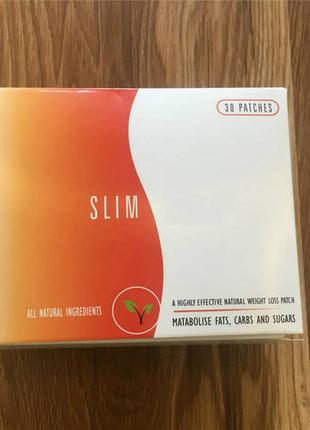 30 PATCHES
SLIM
ALL NATURAL INGREDIENTS
A HIGHLY EFFECTIVE NATURAL WEIGHT LOSS PATCH
MATABOLISE FATS, CARBS AND SUGARS